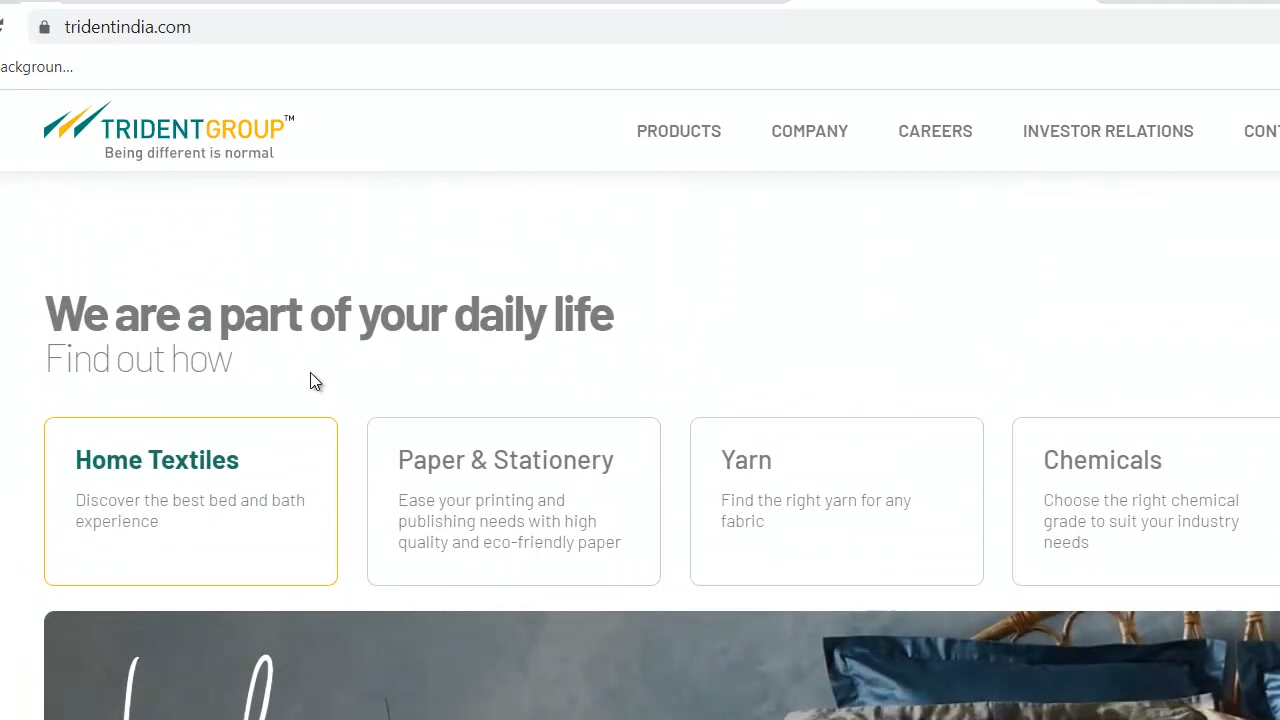 tridentindia.com
ackgroun...
TRIDENTGROUP™
Being different is normal
PRODUCTS COMPANY CAREERS INVESTOR RELATIONS CON
We are a part of your daily life
Find out how
Home Textiles
Discover the best bed and bath
experience
Paper & Stationery
Ease your printing and
publishing needs with high
quality and eco-friendly paper
Yarn
Find the right yarn for any
fabric
Chemicals
Choose the right chemical
grade to suit your industry
needs